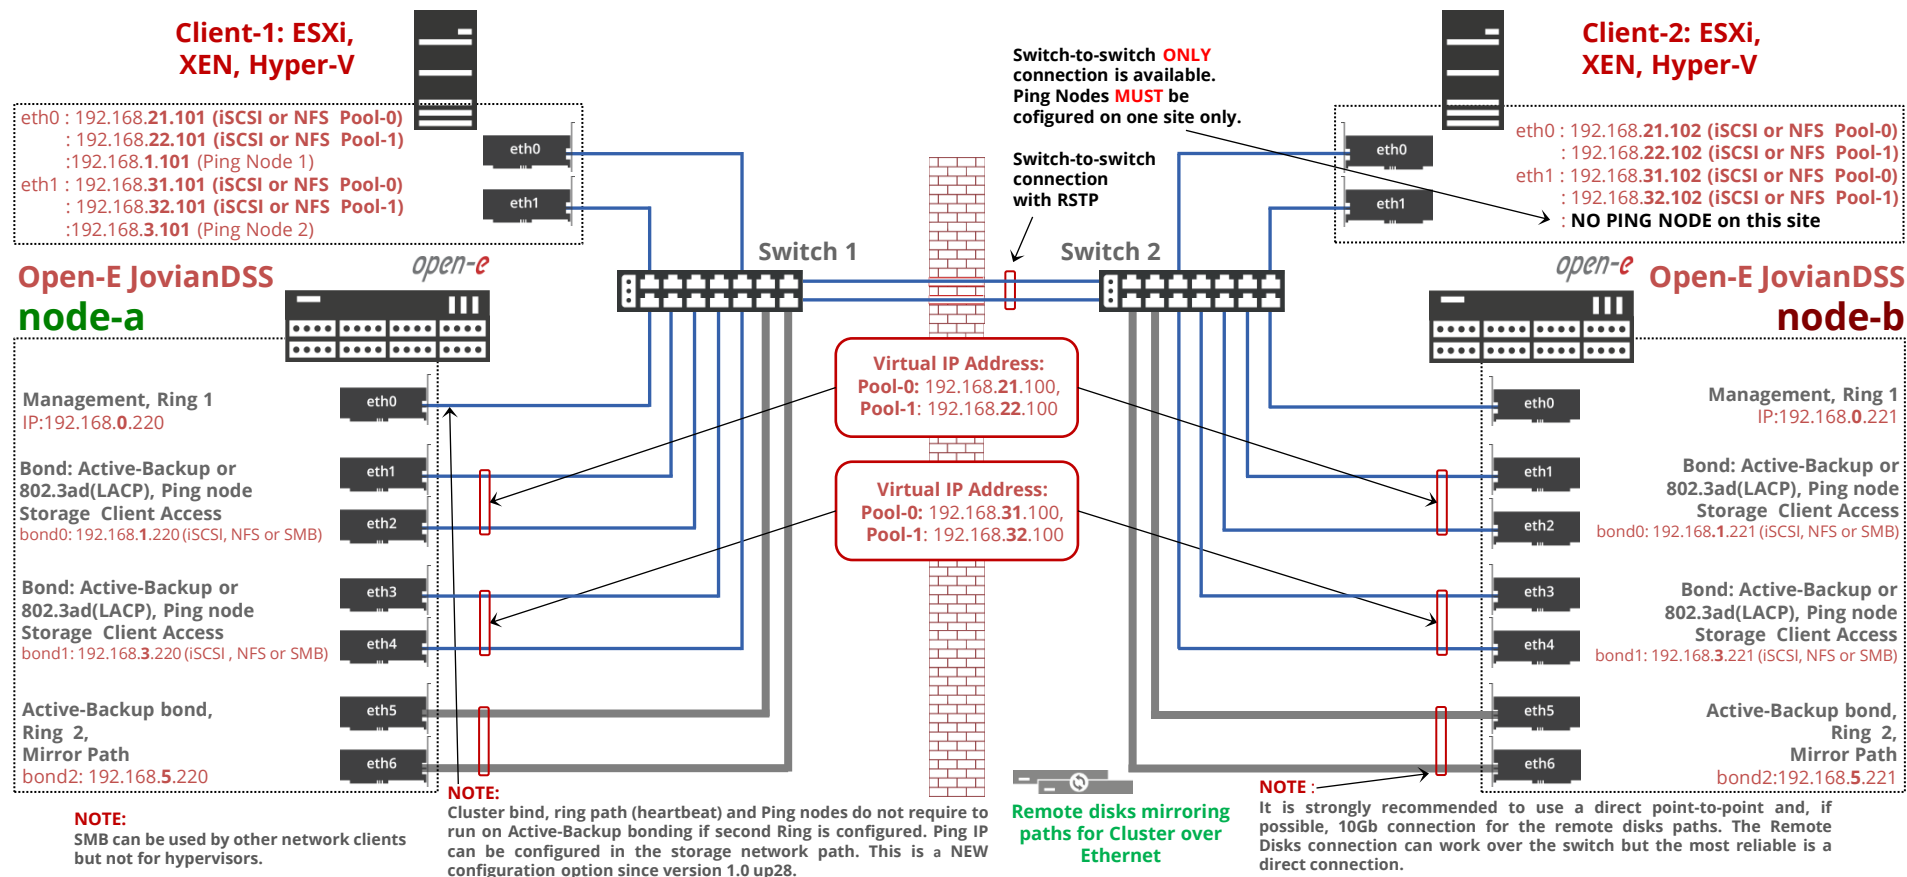 Client-1: ESXi,
XEN, Hyper-V
eth0 : 192.168.21.101 (iSCSI or NFS Pool-0)
: 192.168.22.101 (iSCSI or NFS Pool-1)
:192.168.1.101 (Ping Node 1)
eth1 : 192.168.31.101 (iSCSI or NFS Pool-0)
: 192.168.32.101 (iSCSI or NFS Pool-1)
:192.168.3.101 (Ping Node 2)
eth0
eth1
Switch-to-switch ONLY
connection is available.
Ping Nodes MUST be
cofigured on one site only.
Switch-to-switch
connection
with RSTP
Client-2: ESXi,
XEN, Hyper-V
eth0
eth1
eth0 : 192.168.21.102 (iSCSI or NFS Pool-0)
: 192.168.22.102 (iSCSI or NFS Pool-1)
eth1 : 192.168.31.102 (iSCSI or NFS Pool-0)
: 192.168.32.102 (iSCSI or NFS Pool-1)
: NO PING NODE on this site
Switch 1
Switch 2
open-e
Open-E JovianDSS
node-a
open-e
Open-E JovianDSS
node-b
Management, Ring 1
IP:192.168.0.220
eth0
Bond: Active-Backup or
802.3ad(LACP), Ping node
Storage Client Access
bond0: 192.168.1.220 (iSCSI, NFS or SMB)
eth1
eth2
Bond: Active-Backup or
802.3ad(LACP), Ping node
Storage Client Access
bond1: 192.168.3.220 (iSCSI , NFS or SMB)
eth3
eth4
Active-Backup bond,
Ring 2,
Mirror Path
bond2: 192.168.5.220
eth5
eth6
Virtual IP Address:
Pool-0: 192.168.21.100,
Pool-1: 192.168.22.100
Virtual IP Address:
Pool-0: 192.168.31.100,
Pool-1: 192.168.32.100
eth0
Management, Ring 1
IP:192.168.0.221
eth1
eth2
Bond: Active-Backup or
802.3ad(LACP), Ping node
Storage Client Access
bond0: 192.168.1.221 (iSCSI, NFS or SMB)
eth3
eth4
Bond: Active-Backup or
802.3ad(LACP), Ping node
Storage Client Access
bond1: 192.168.3.221 (iSCSI, NFS or SMB)
eth5
eth6
Active-Backup bond,
Ring 2,
Mirror Path
bond2:192.168.5.221
NOTE:
SMB can be used by other network clients
but not for hypervisors.
NOTE:
Cluster bind, ring path (heartbeat) and Ping nodes do not require to
run on Active-Backup bonding if second Ring is configured. Ping IP
can be configured in the storage network path. This is a NEW
configuration option since version 1.0 up28.
Remote disks mirroring
paths for Cluster over
Ethernet
NOTE :
It is strongly recommended to use a direct point-to-point and, if
possible, 10Gb connection for the remote disks paths. The Remote
Disks connection can work over the switch but the most reliable is a
direct connection.